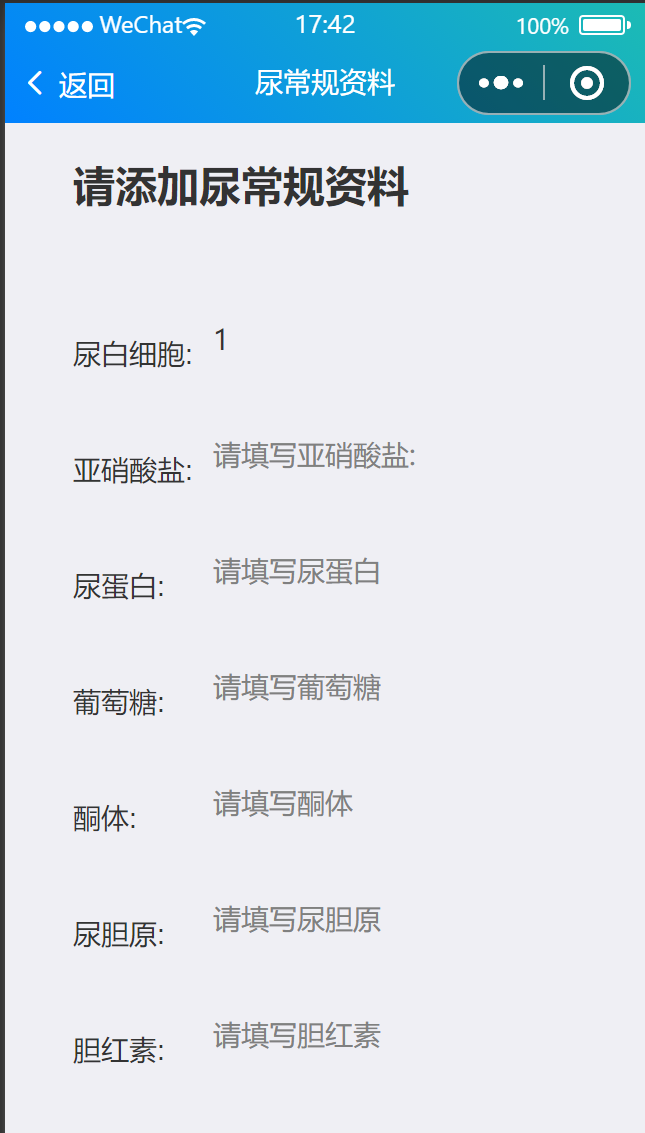 WeChat 17:42 100%
返回 尿常规资料
请添加尿常规资料
尿白细胞: 1
亚硝酸盐: 请填写亚硝酸盐:
尿蛋白: 请填写尿蛋白
葡萄糖: 请填写葡萄糖
酮体: 请填写酮体
尿胆原: 请填写尿胆原
胆红素: 请填写胆红素